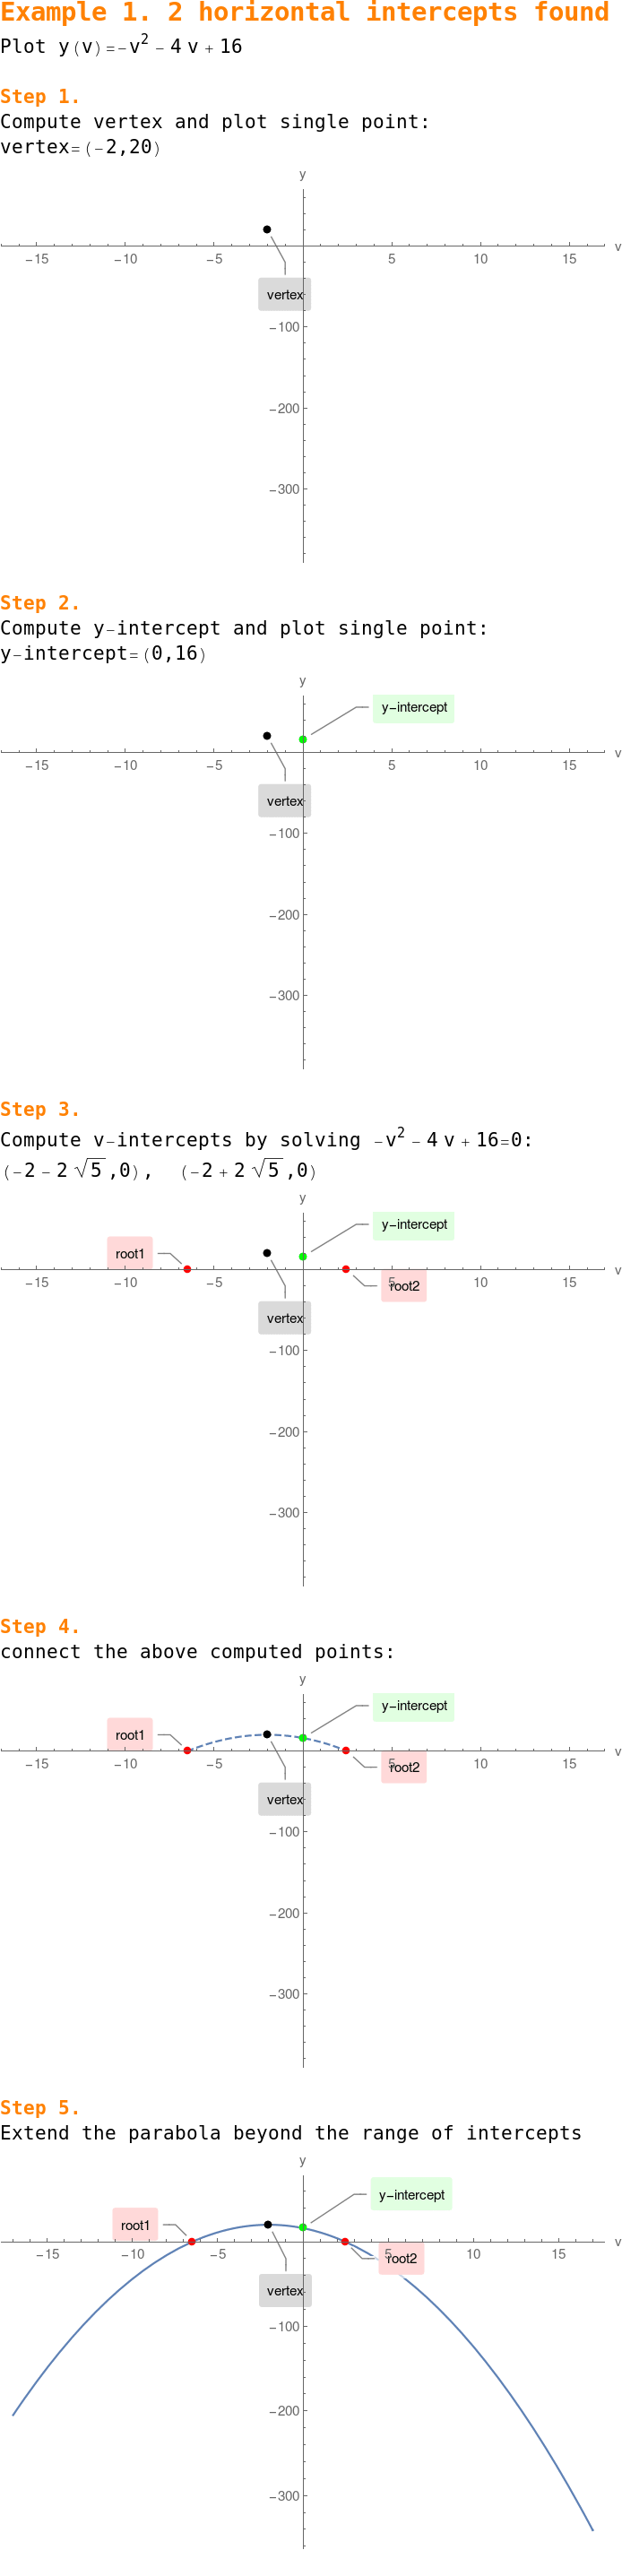 Example 1. 2 horizontal intercepts found
Plot y(v)=-v² - 4 v + 16
Step 1.
Compute vertex and plot single point:
vertex=(-2,20)
y
-15 -10 -5 5 10 15 v
vertex
-100
-200
-300
Step 2.
Compute y-intercept and plot single point:
y-intercept=(0,16)
y
y-intercept
-15 -10 -5 5 10 15 v
vertex
-100
-200
-300
Step 3.
Compute v-intercepts by solving -v² - 4 v + 16=0:
(-2 - 2 √5 ,0), (-2 + 2 √5 ,0)
y
y-intercept
root1
-15 -10 -5 5 10 15 v
root2
vertex
-100
-200
-300
Step 4.
connect the above computed points:
y
y-intercept
root1
-15 -10 -5 5 10 15 v
root2
vertex
-100
-200
-300
Step 5.
Extend the parabola beyond the range of intercepts
y
y-intercept
root1
-15 -10 -5 5 10 15 v
root2
vertex
-100
-200
-300